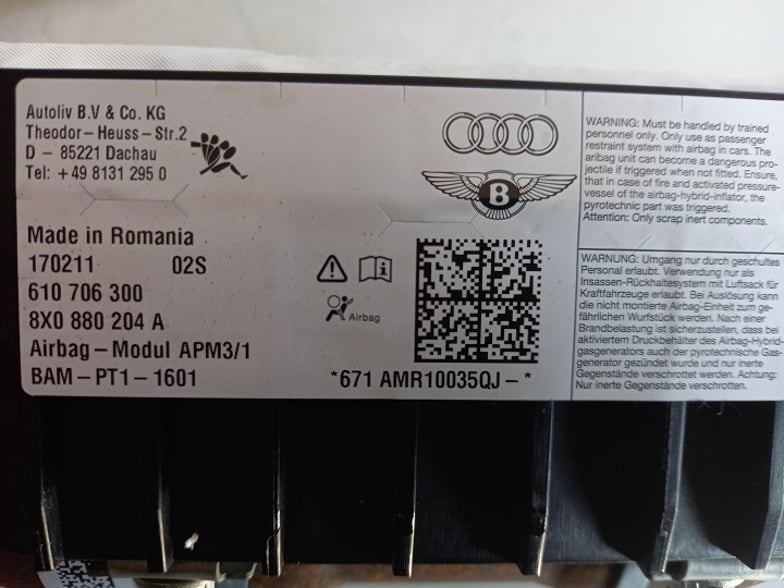 Autoliv B.V & Co. KG
Theodor-Heuss-Str.2
D - 85221 Dachau
Tel: +49 8131 295 0
Made in Romania
170211 02S
610 706 300
8X0 880 204 A
Airbag-Modul APM3/1
BAM-PT1-1601
B
Airbag
*671 AMR10035QJ-*
WARNING: Must be handled by trained
personnel only. Only use as passenger
restraint system with airbag in cars. The
aribag unit can become a dangerous pro-
jectile if triggered when not fitted. Ensure,
that in case of fire and activated pressure-
vessel of the airbag-hybrid-inflator, the
pyrotechnic part was triggered.
Attention: Only scrap inert components.
WARNUNG: Umgang nur durch geschultes
Personal erlaubt. Verwendung nur als
Insassen-Rückhaltesystem mit Luftsack für
Kraftfahrzeuge erlaubt. Bei Auslösung kann
die nicht montierte Airbag-Einheit zum ge-
fährlichen Wurfstück werden. Nach einer
Brandbelastung ist sicherzustellen, dass bei
aktiviertem Druckbehälter des Airbag-Hybrid-
gasgenerators auch der pyrotechnische Gas
generator gezündet wurde und nur inerte
Gegenstände verschrottet werden. Achtung:
Nur inerte Gegenstände verschrotten.